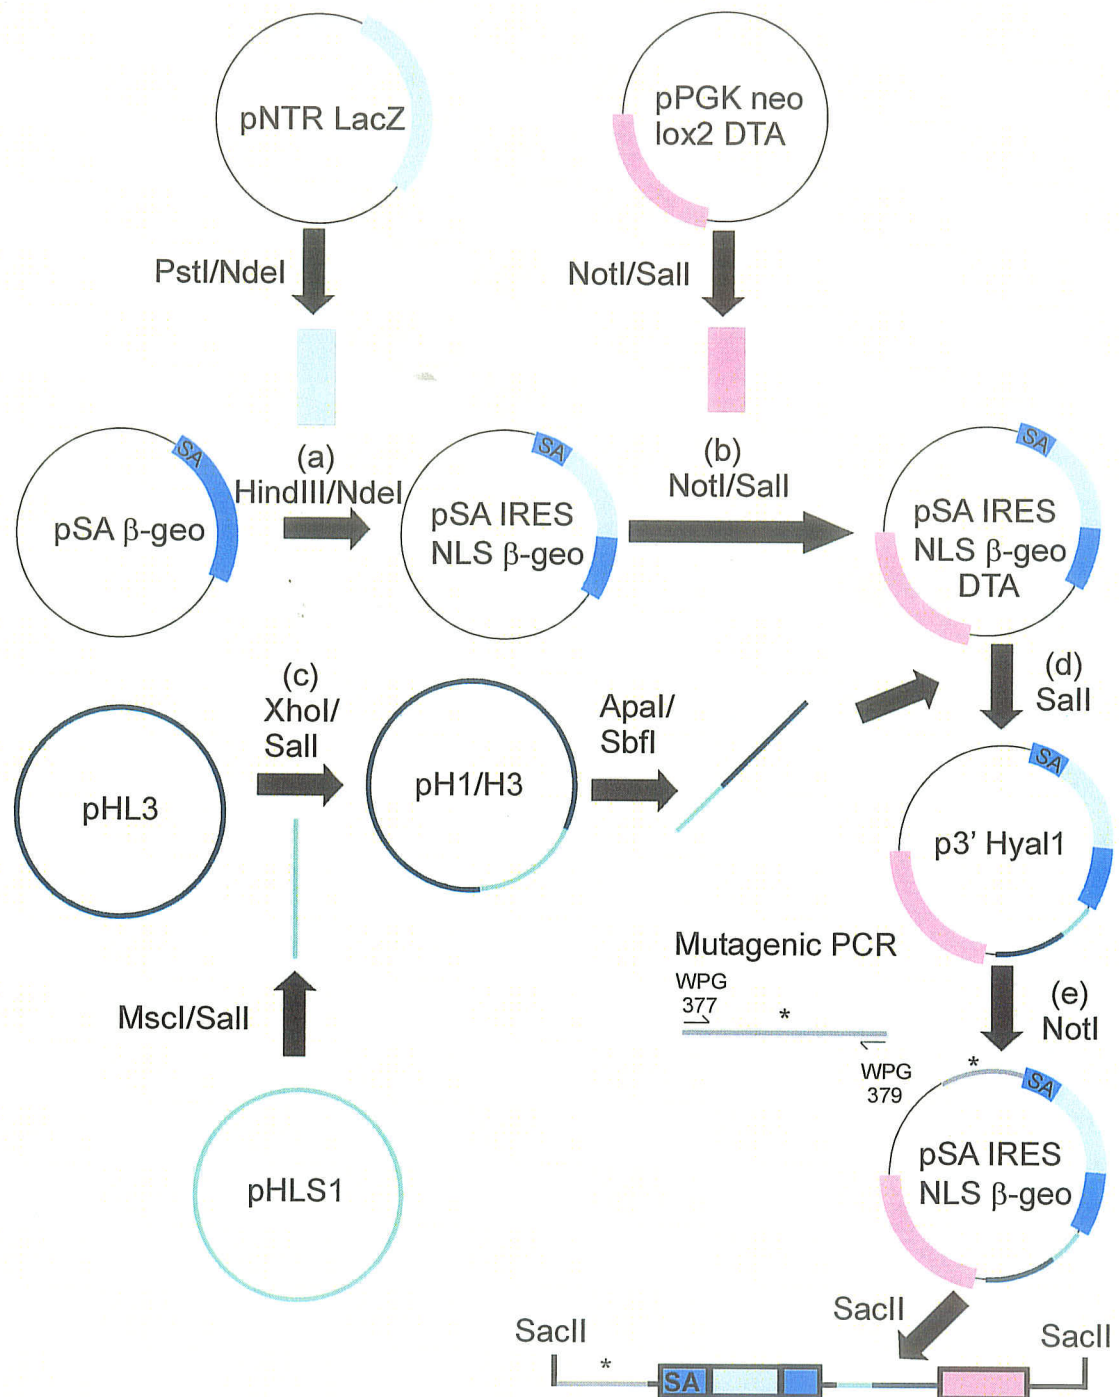 pNTR LacZ
pPGK neo
lox2 DTA
PstI/NdeI
NotI/SalI
SA
pSA β-geo
(a)
HindIII/NdeI
SA
pSA IRES
NLS β-geo
(b)
NotI/SalI
SA
pSA IRES
NLS β-geo
DTA
pHL3
(c)
XhoI/
SalI
pH1/H3
ApaI/
SbfI
(d)
SalI
SA
p3' Hyal1
MscI/SalI
Mutagenic PCR
WPG
377
*
WPG
379
(e)
NotI
pHLS1
*
SA
pSA IRES
NLS β-geo
SacII
SacII
SacII
*
SA